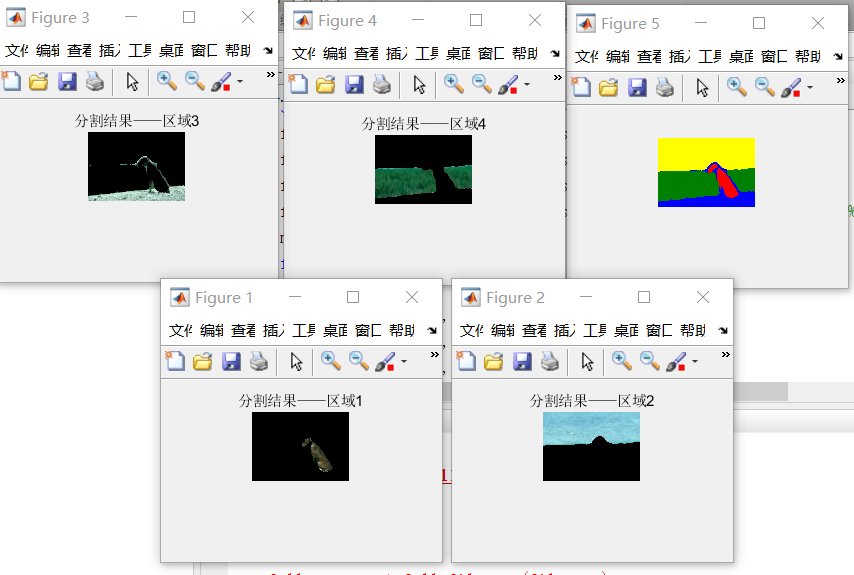 Figure 3
文件 编辑 查看 插入 工具 桌面 窗口 帮助
分割结果——区域3
Figure 4
文件 编辑 查看 插入 工具 桌面 窗口 帮助
分割结果——区域4
Figure 5
文件 编辑 查看 插入 工具 桌面 窗口 帮助
%
Figure 1
文件 编辑 查看 插入 工具 桌面 窗口 帮助
分割结果——区域1
Figure 2
文件 编辑 查看 插入 工具 桌面 窗口 帮助
分割结果——区域2